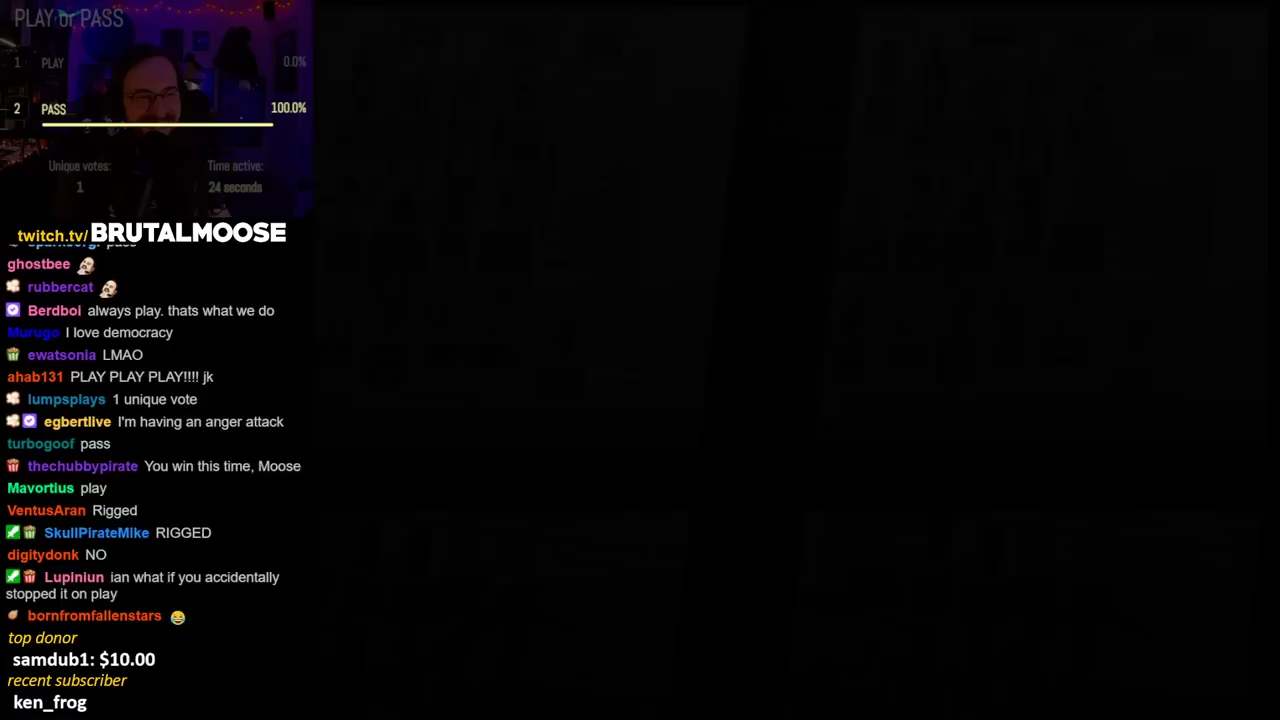 PLAY or PASS
1 PLAY 0.0%
2 PASS 100.0%
Unique votes: Time active:
1 24 seconds
twitch.tv/BRUTALMOOSE
ghostbee
rubbercat
Berdboi always play. thats what we do
Murugo I love democracy
ewatsonia LMAO
ahab131 PLAY PLAY PLAY!!!! jk
lumpsplays 1 unique vote
egbertlive I'm having an anger attack
turbogoof pass
thechubbypirate You win this time, Moose
Mavortius play
VentusAran Rigged
SkullPirateMike RIGGED
digitydonk NO
Lupiniun ian what if you accidentally
stopped it on play
bornfromfallenstars
top donor
samdub1: $10.00
recent subscriber
ken_frog